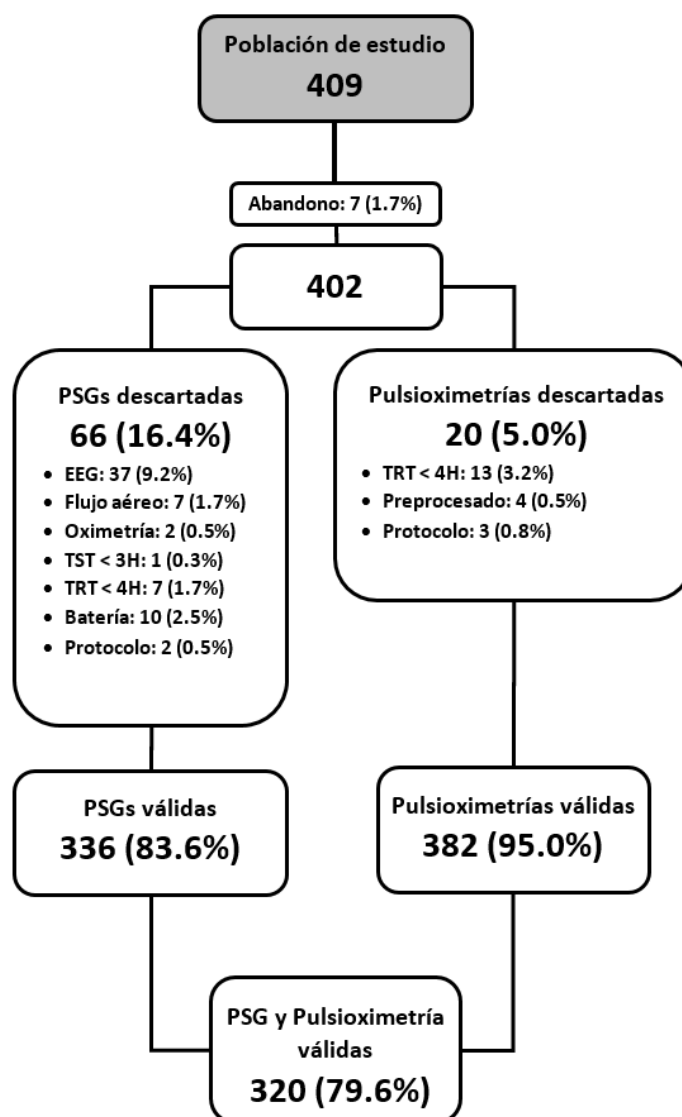 Población de estudio
409
Abandono: 7 (1.7%)
402
PSGs descartadas
66 (16.4%)
• EEG: 37 (9.2%)
• Flujo aéreo: 7 (1.7%)
• Oximetría: 2 (0.5%)
• TST < 3H: 1 (0.3%)
• TRT < 4H: 7 (1.7%)
• Batería: 10 (2.5%)
• Protocolo: 2 (0.5%)
Pulsioximetrías descartadas
20 (5.0%)
• TRT < 4H: 13 (3.2%)
• Preprocesado: 4 (0.5%)
• Protocolo: 3 (0.8%)
PSGs válidas
336 (83.6%)
Pulsioximetrías válidas
382 (95.0%)
PSG y Pulsioximetría
válidas
320 (79.6%)